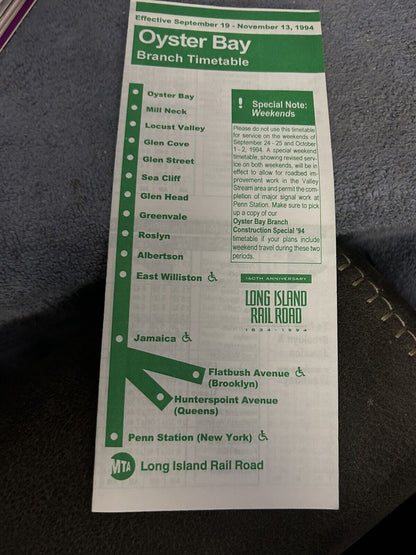 Effective September 19 - November 13, 1994
Oyster Bay
Branch Timetable
Oyster Bay
Mill Neck
Locust Valley
Glen Cove
Glen Street
Sea Cliff
Glen Head
Greenvale
Roslyn
Albertson
East Williston
Jamaica
Flatbush Avenue
(Brooklyn)
Hunterspoint Avenue
(Queens)
Penn Station (New York)
! Special Note:
Weekends
Please do not use this timetable
for service on the weekends of
September 24 - 25 and October
1 - 2, 1994. A special weekend
timetable, showing revised serv-
ice on both weekends, will be in
effect to allow for roadbed im-
provement work in the Valley
Stream area and permit the com-
pletion of major signal work at
Penn Station. Make sure to pick
up a copy of our
Oyster Bay Branch
Construction Special '94
timetable if your plans include
weekend travel during these two
periods.
160TH ANNIVERSARY
LONG ISLAND
RAIL ROAD
1834-1994
MTA Long Island Rail Road